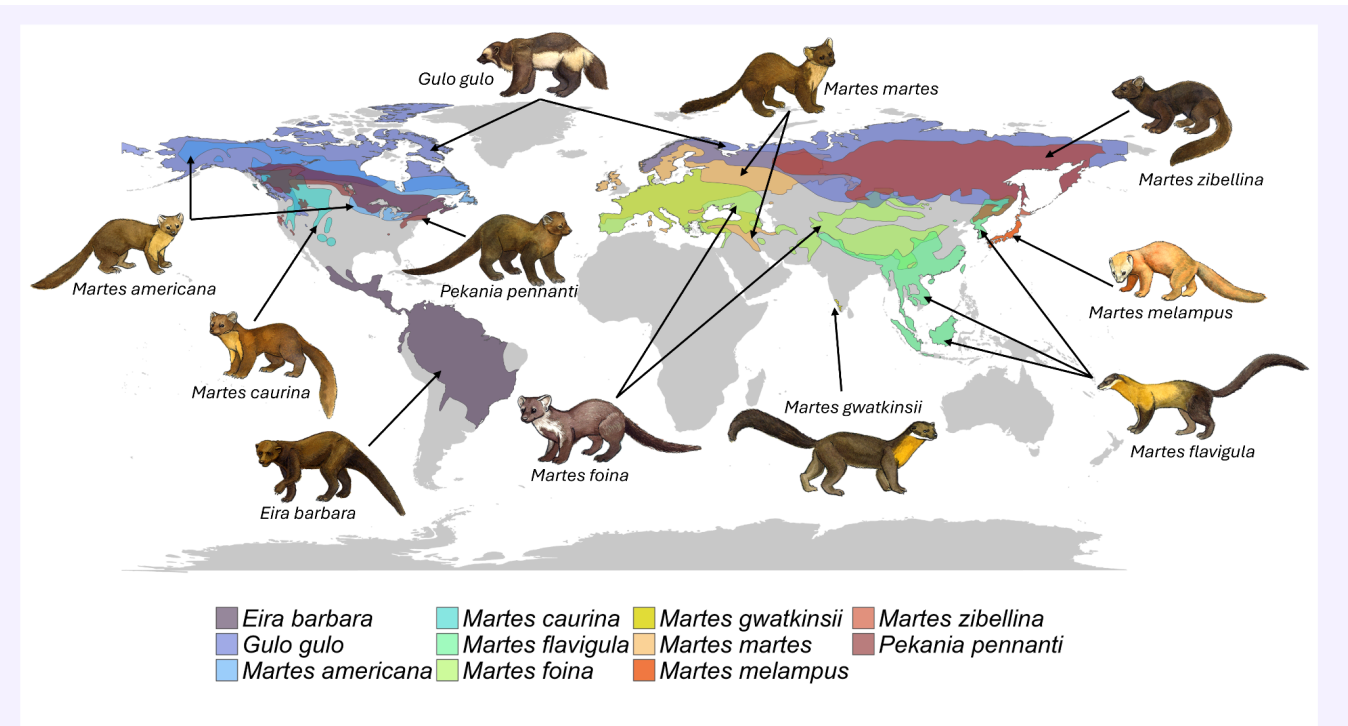 Gulo gulo
Martes martes
Martes zibellina
Martes americana
Pekania pennanti
Martes melampus
Martes caurina
Martes gwatkinsii
Martes flavigula
Martes foina
Eira barbara
Eira barbara
Gulo gulo
Martes americana
Martes caurina
Martes flavigula
Martes foina
Martes gwatkinsii
Martes martes
Martes melampus
Martes zibellina
Pekania pennanti